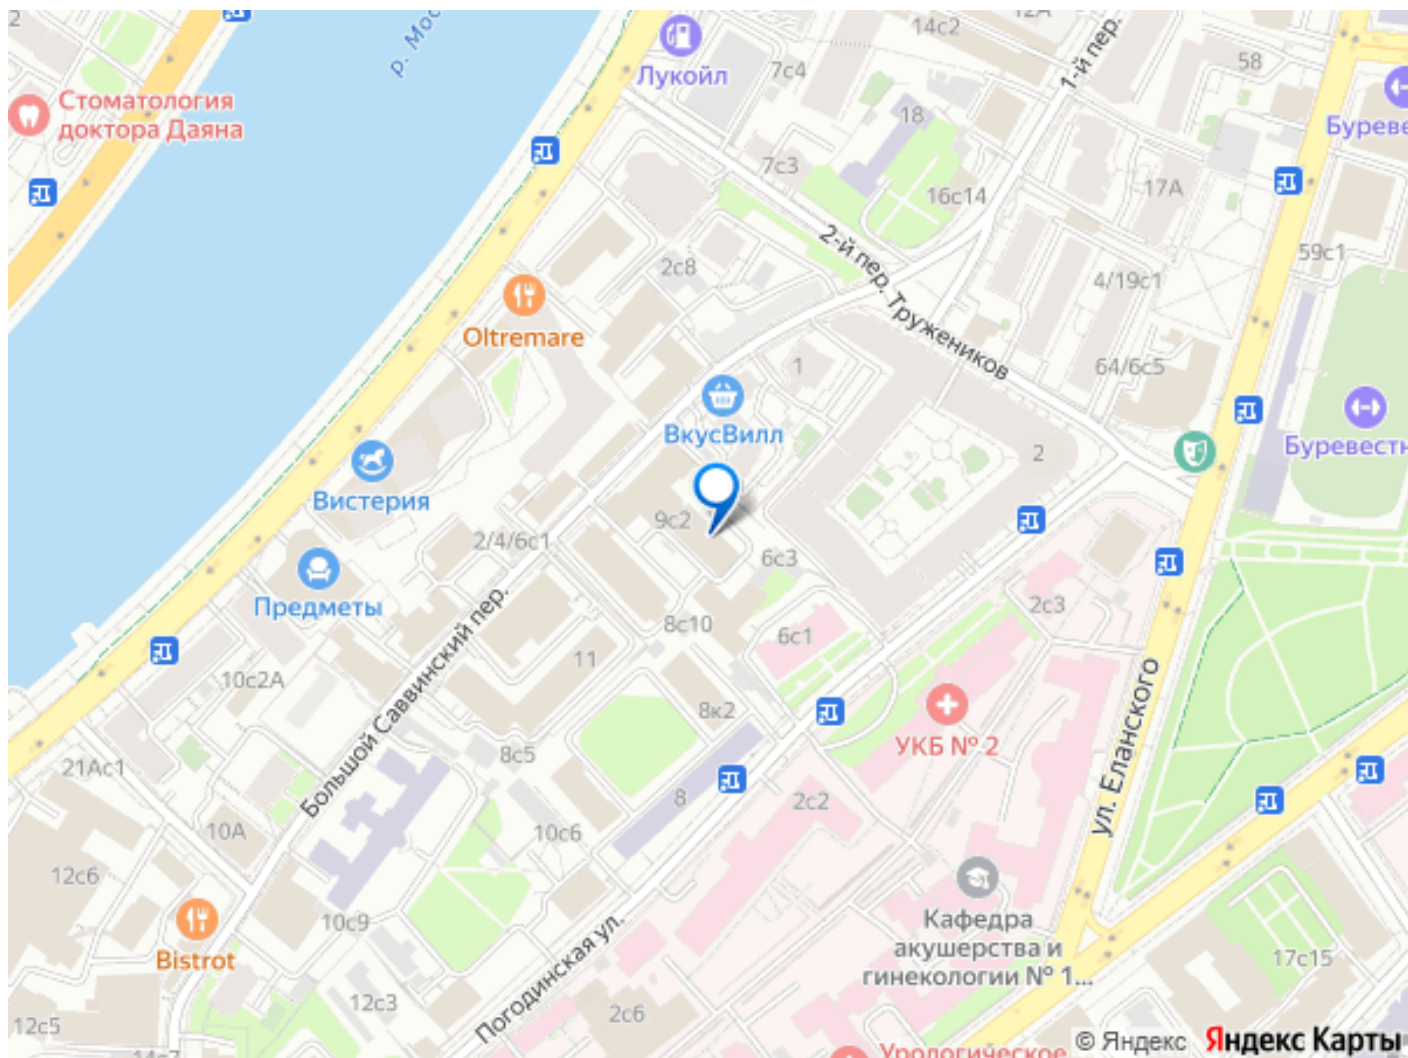 2
р. Мос
14с2
12А
1-й пер.
58
Лукойл
7с4
Стоматология
доктора Даяна
18
Буреве
7с3
16с14
17А
2-й пер. Тружеников
59с1
2с8
4/19с1
Oltremare
1
64/6с5
ВкусВилл
Буревестн
2
Вистерия
9с2
2/4/6с1
6с3
Предметы
2с3
8с10
6с1
11
10с2А
Большой Саввинский пер.
8к2
УКБ № 2
ул. Еланского
21Ас1
8с5
8
2с2
10А
10с6
12с6
10с9
Кафедра
акушерства и
гинекологии № 1...
Bistrot
Погодинская ул.
17с15
12с3
2с6
12с5
14с7
Урологическое
© Яндекс Яндекс Карты